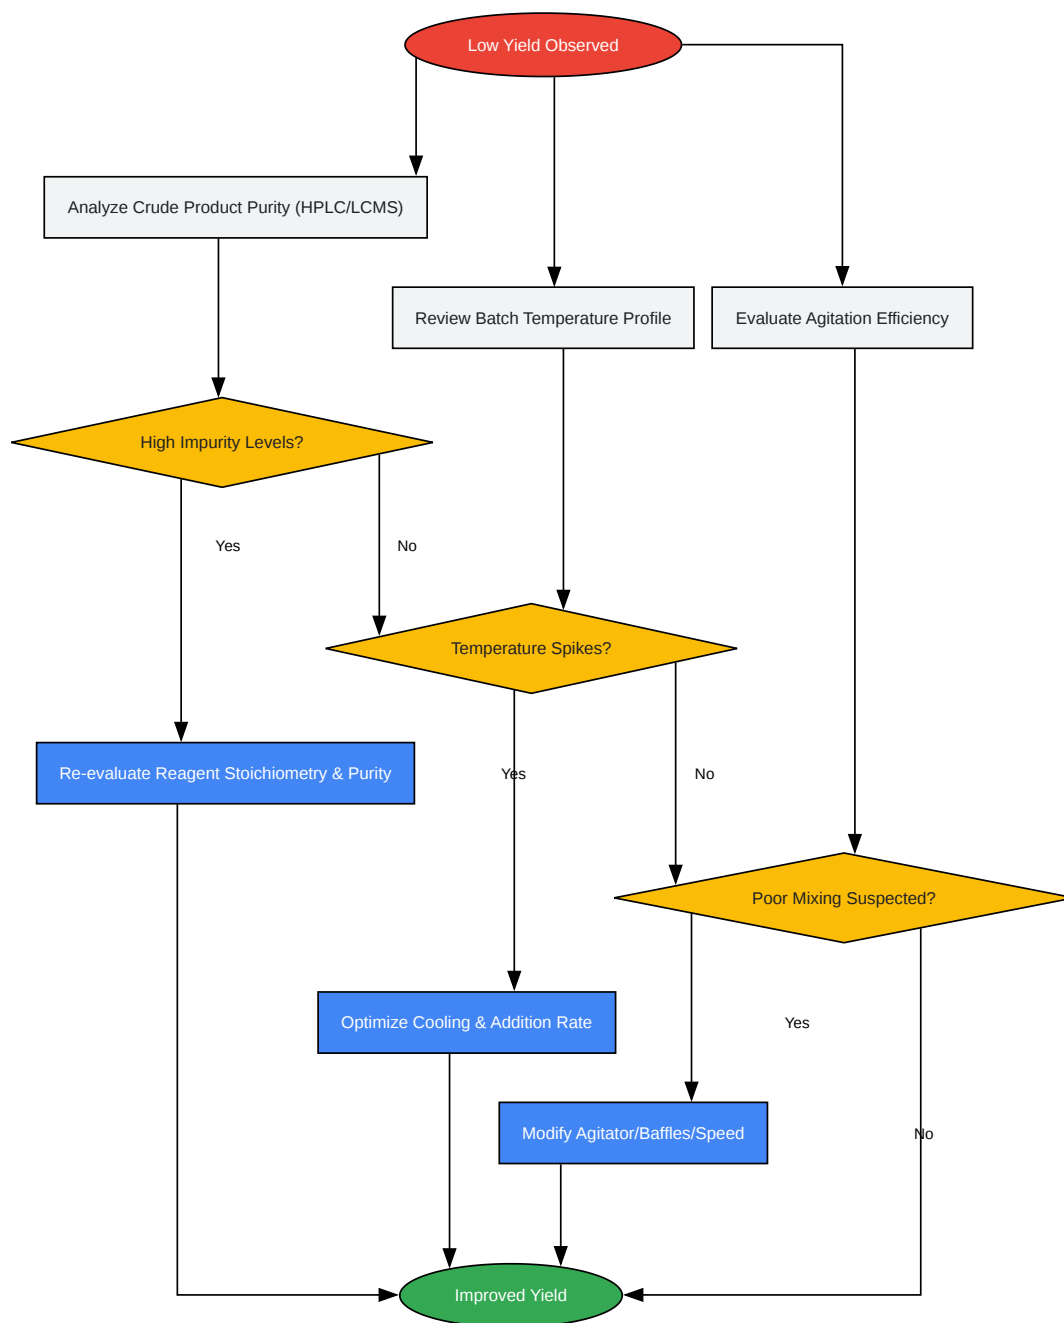 Low Yield Observed
Analyze Crude Product Purity (HPLC/LCMS)
Review Batch Temperature Profile
Evaluate Agitation Efficiency
High Impurity Levels?
Yes
No
Temperature Spikes?
Re-evaluate Reagent Stoichiometry & Purity
Yes
No
Poor Mixing Suspected?
Optimize Cooling & Addition Rate
Yes
Modify Agitator/Baffles/Speed
No
Improved Yield